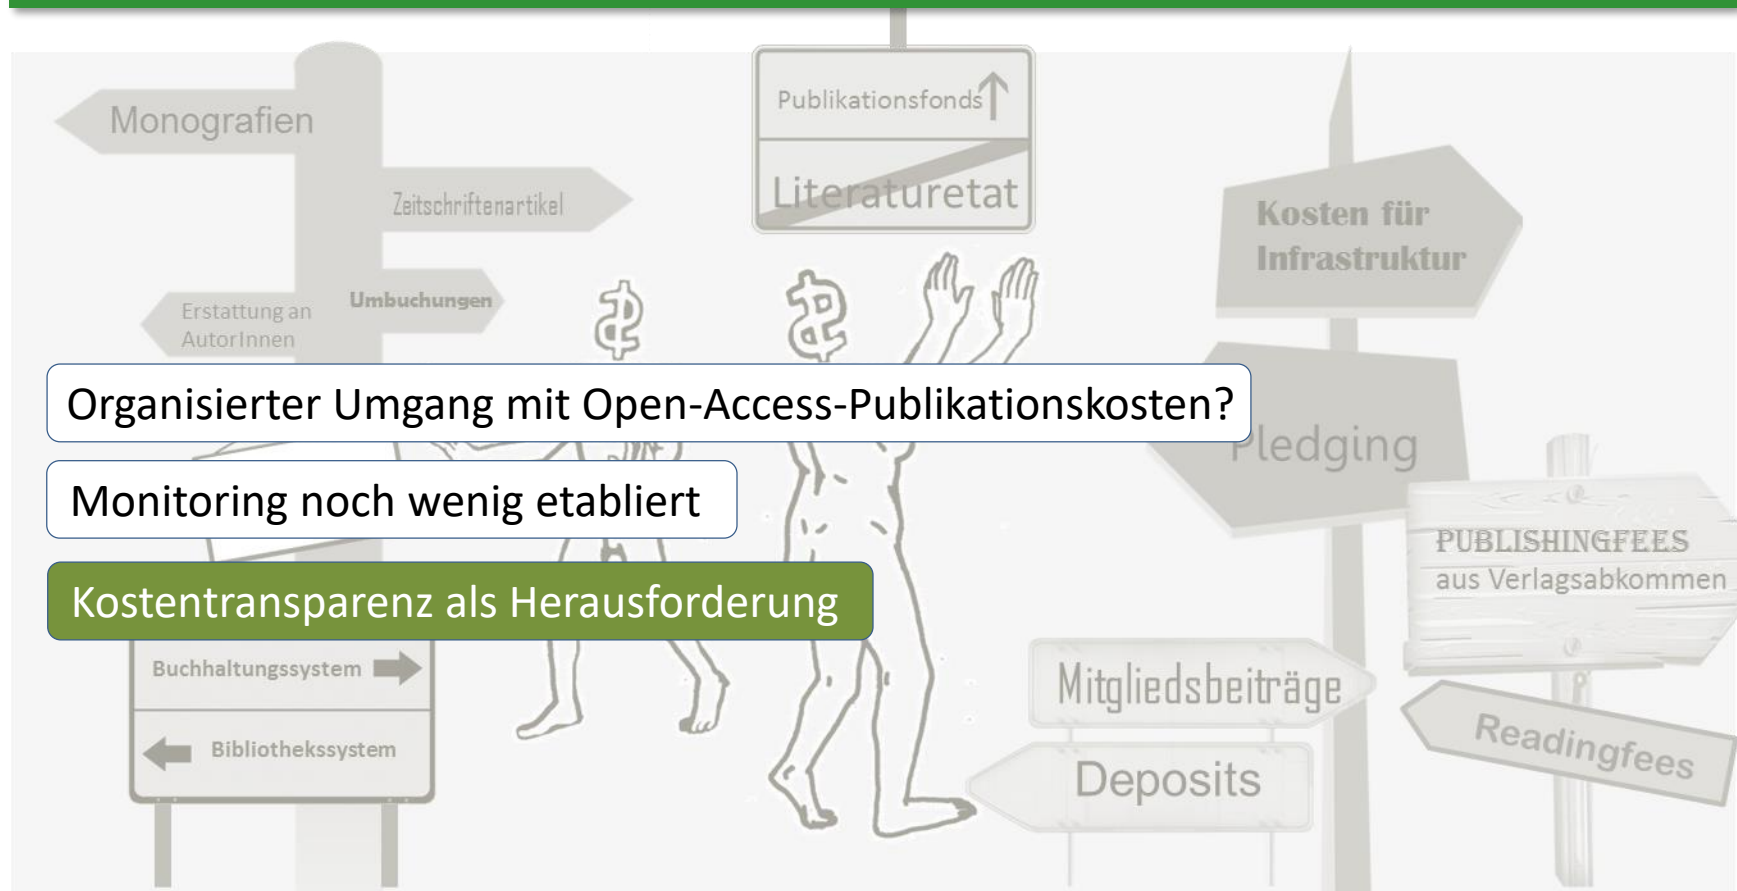 Monografien
Zeitschriftenartikel
Erstattung an
AutorInnen
Umbuchungen
Publikationsfonds
Literaturetat
Kosten für
Infrastruktur
Organisierter Umgang mit Open-Access-Publikationskosten?
Pledging
Monitoring noch wenig etabliert
PUBLISHINGFEES
aus Verlagsabkommen
Kostentransparenz als Herausforderung
Buchhaltungssystem
Bibliothekssystem
Mitgliedsbeiträge
Deposits
Readingfees